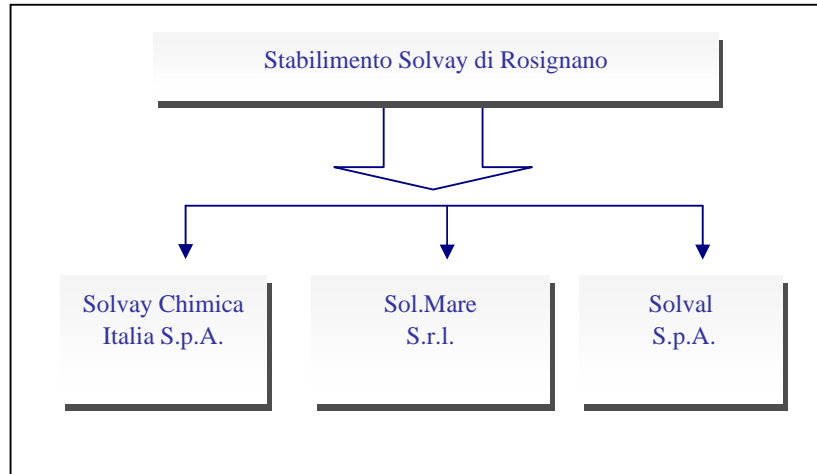 Stabilimento Solvay di Rosignano
Solvay Chimica
Italia S.p.A.
Sol.Mare
S.r.l.
Solval
S.p.A.